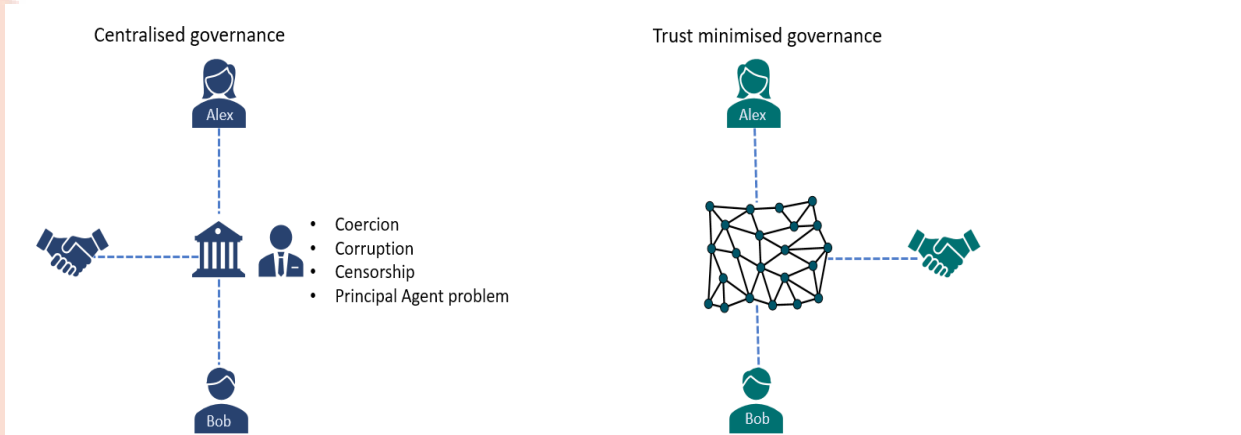 Centralised governance
Alex
• Coercion
• Corruption
• Censorship
• Principal Agent problem
Bob
Trust minimised governance
Alex
Bob